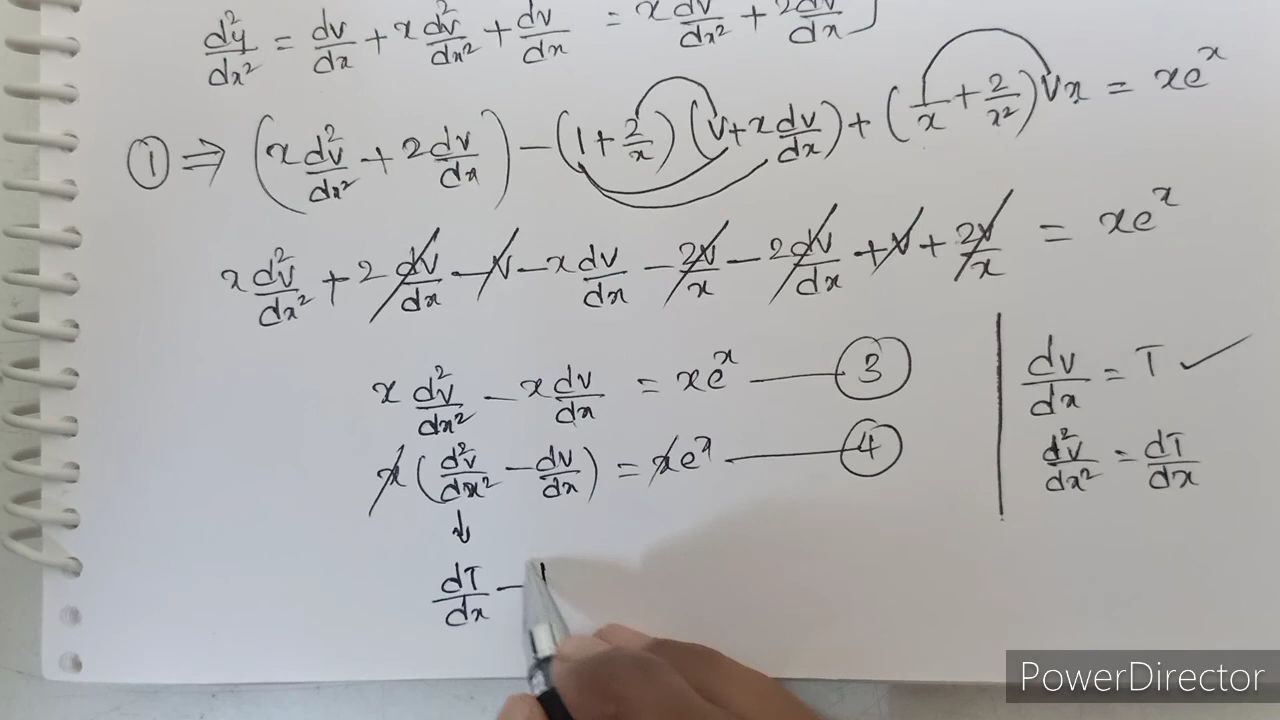 d²y/dx² = dv/dx + x d²v/dx² + dv/dx = x dv/dx² + 2dv/dx }
① ⇒ (x d²v/dx² + 2 dv/dx) - (1 + 2/x) (v + x dv/dx) + (1/x + 2/x²) vx = xeˣ
x d²v/dx² + 2 dv/dx - v - x dv/dx - 2v/x - 2 dv/dx + v + 2v/x = xeˣ
x d²v/dx² - x dv/dx = xeˣ — ③
x (d²v/dx² - dv/dx) = xeˣ — ④
↓
dT/dx -
dv/dx = T ✓
d²v/dx² = dT/dx
PowerDirector